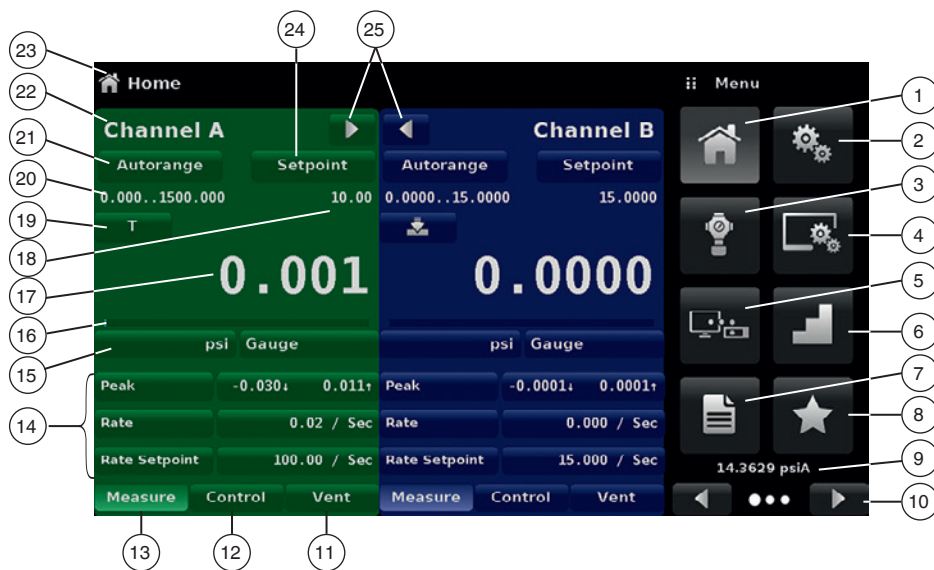 24
25
23
Home
Menu
22
1
Channel A
Channel B
2
21
Autorange
Setpoint
Autorange
Setpoint
20
0.000..1500.000
10.00
0.0000..15.0000
15.0000
3
19
T
18
4
17
0.001
0.0000
5
16
6
15
psi
Gauge
psi
Gauge
7
14
Peak
-0.030↓
0.011↑
Peak
-0.0001↓
0.0001↑
8
Rate
0.02 / Sec
Rate
0.000 / Sec
9
Rate Setpoint
100.00 / Sec
Rate Setpoint
15.000 / Sec
14.3629 psiA
Measure
Control
Vent
Measure
Control
Vent
10
13
12
11